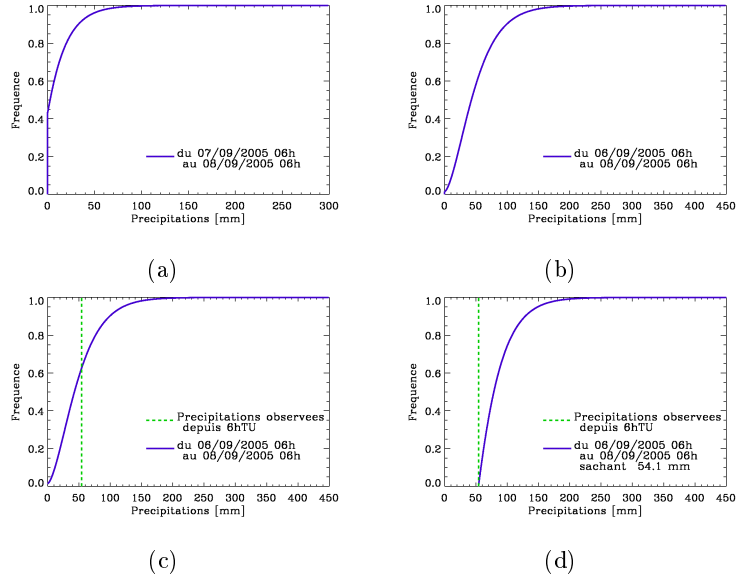 1.0
0.8
0.6
0.4
0.2
0.0
Frequence
du 07/09/2005 06h
au 08/09/2005 06h
0 50 100 150 200 250 300
Precipitations [mm]
(a)
1.0
0.8
0.6
0.4
0.2
0.0
Frequence
du 06/09/2005 06h
au 08/09/2005 06h
0 50 100 150 200 250 300 350 400 450
Precipitations [mm]
(b)
1.0
0.8
0.6
0.4
0.2
0.0
Frequence
Precipitations observees
depuis 6hTU
du 06/09/2005 06h
au 08/09/2005 06h
0 50 100 150 200 250 300 350 400 450
Precipitations [mm]
(c)
1.0
0.8
0.6
0.4
0.2
0.0
Frequence
Precipitations observees
depuis 6hTU
du 06/09/2005 06h
au 08/09/2005 06h
sachant 54.1 mm
0 50 100 150 200 250 300 350 400 450
Precipitations [mm]
(d)